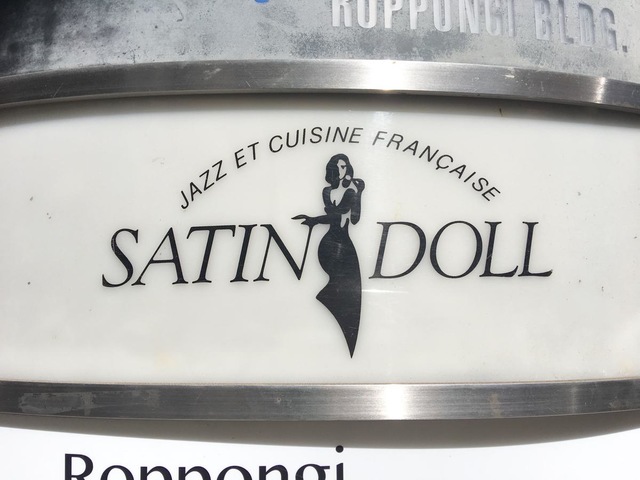 ROPPONGI BLDG.
JAZZ ET CUISINE FRANÇAISE
SATIN DOLL
Roppongi